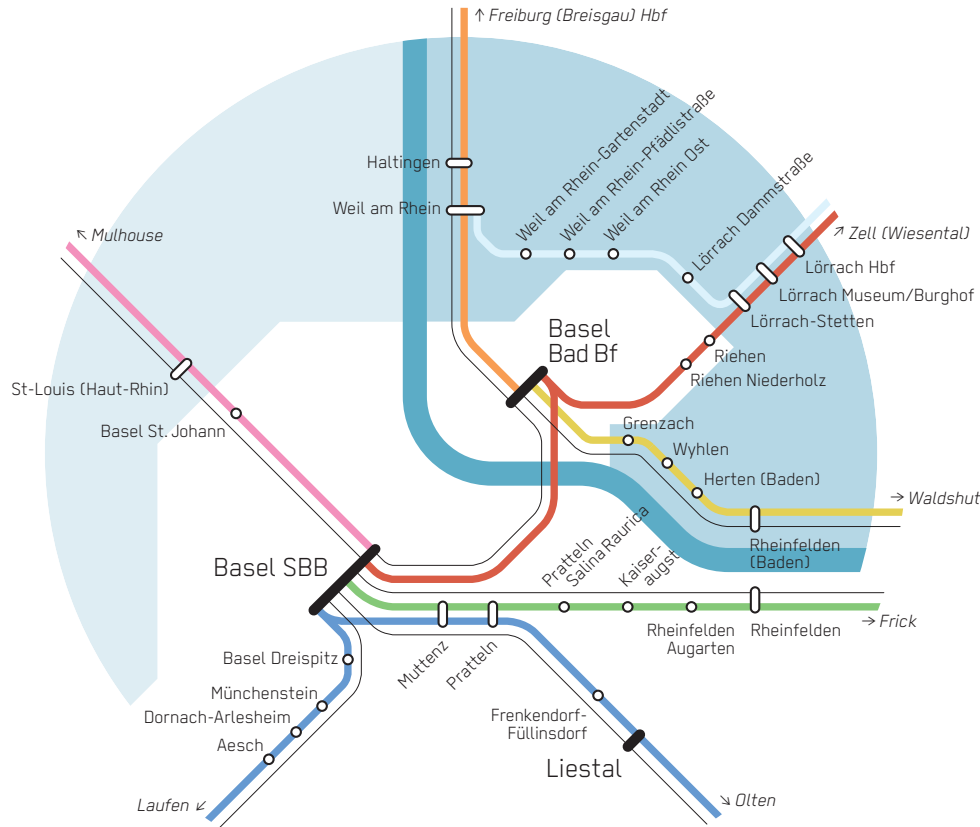 ↑ Freiburg (Breisgau) Hbf
Haltingen
Weil am Rhein
Weil am Rhein-Gartenstadt
Weil am Rhein-Pfädlistraße
Weil am Rhein Ost
Lörrach Dammstraße
↖ Mulhouse
↗ Zell (Wiesental)
Lörrach Hbf
Lörrach Museum/Burghof
Lörrach-Stetten
Basel
Bad Bf
Riehen
Riehen Niederholz
St-Louis (Haut-Rhin)
Basel St. Johann
Grenzach
Wyhlen
Herten (Baden)
→ Waldshut
Rheinfelden
(Baden)
Basel SBB
Pratteln
Salina Raurica
Kaiser-
augst
→ Frick
Rheinfelden
Augarten
Rheinfelden
Muttenz
Pratteln
Basel Dreispitz
Münchenstein
Dornach-Arlesheim
Aesch
Frenkendorf-
Füllinsdorf
Liestal
Laufen ↙
↘ Olten